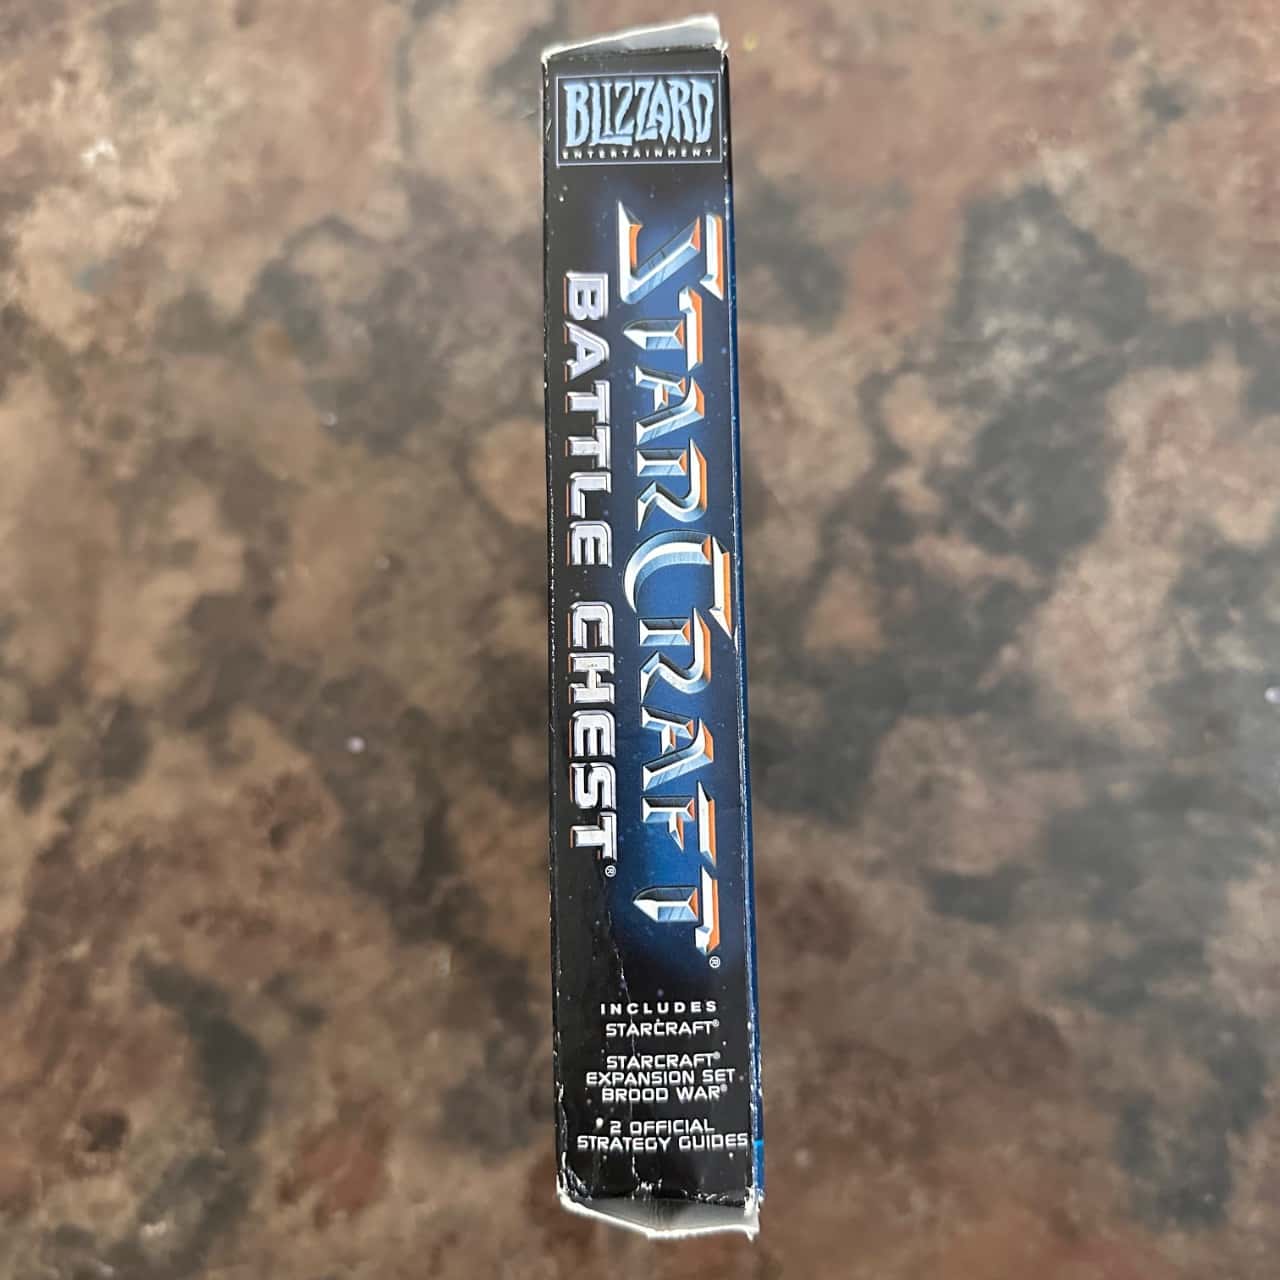 BLIZZARD
ENTERTAINMENT
STARCRAFT®
BATTLE CHEST®
INCLUDES
STARCRAFT®
STARCRAFT®
EXPANSION SET
BROOD WAR®
2 OFFICIAL
STRATEGY GUIDES